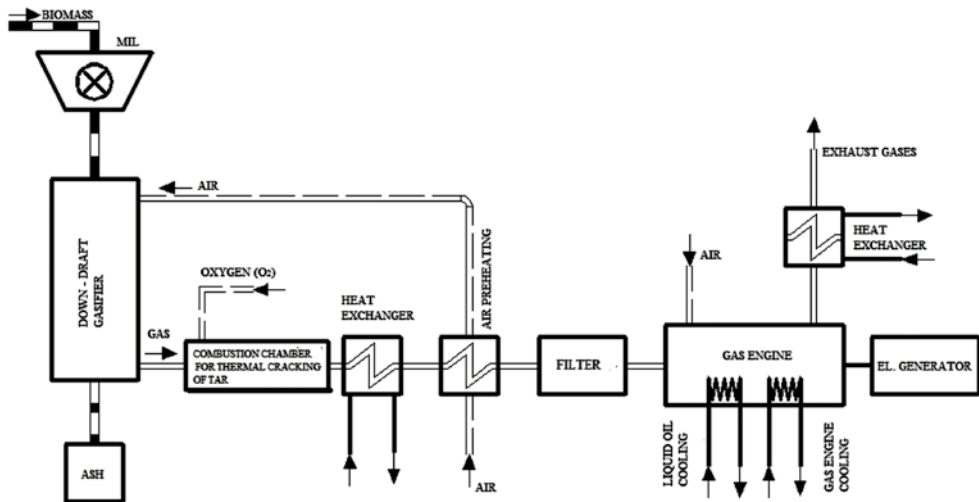 BIOMASS
MIL
EXHAUST GASES
AIR
HEAT
EXCHANGER
DOWN - DRAFT
GASIFIER
AIR PREHEATING
AIR
OXYGEN (O2)
HEAT
EXCHANGER
GAS
COMBUSTION CHAMBER
FOR THERMAL CRACKING
OF TAR
FILTER
GAS ENGINE
EL. GENERATOR
LIQUID OIL
COOLING
GAS ENGINE
COOLING
ASH
AIR